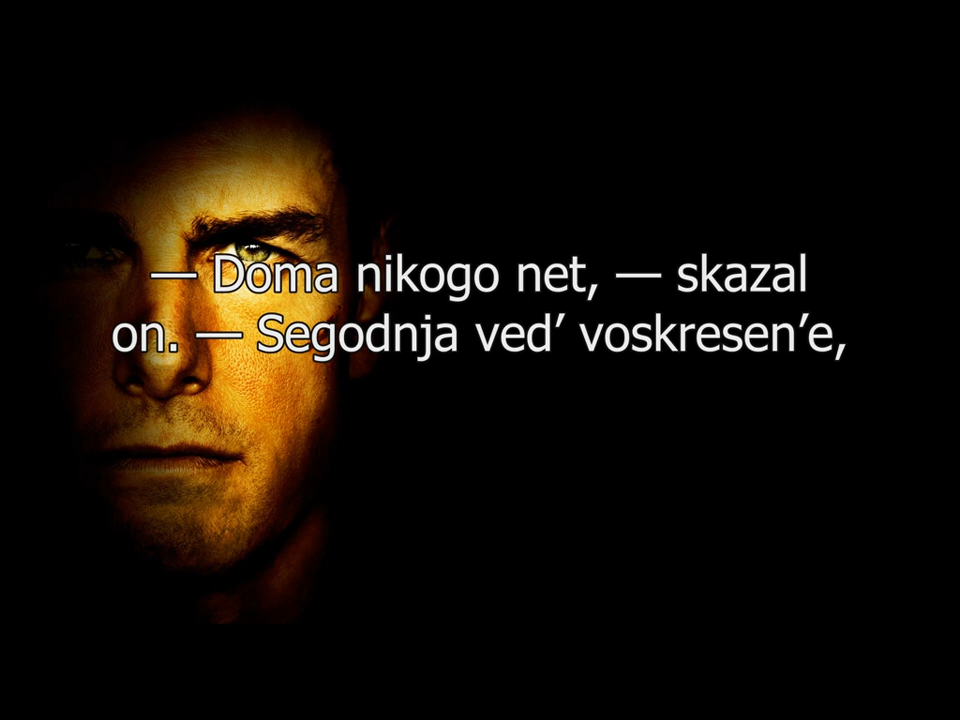 — Doma nikogo net, — skazal
on. — Segodnja ved’ voskresen’e,